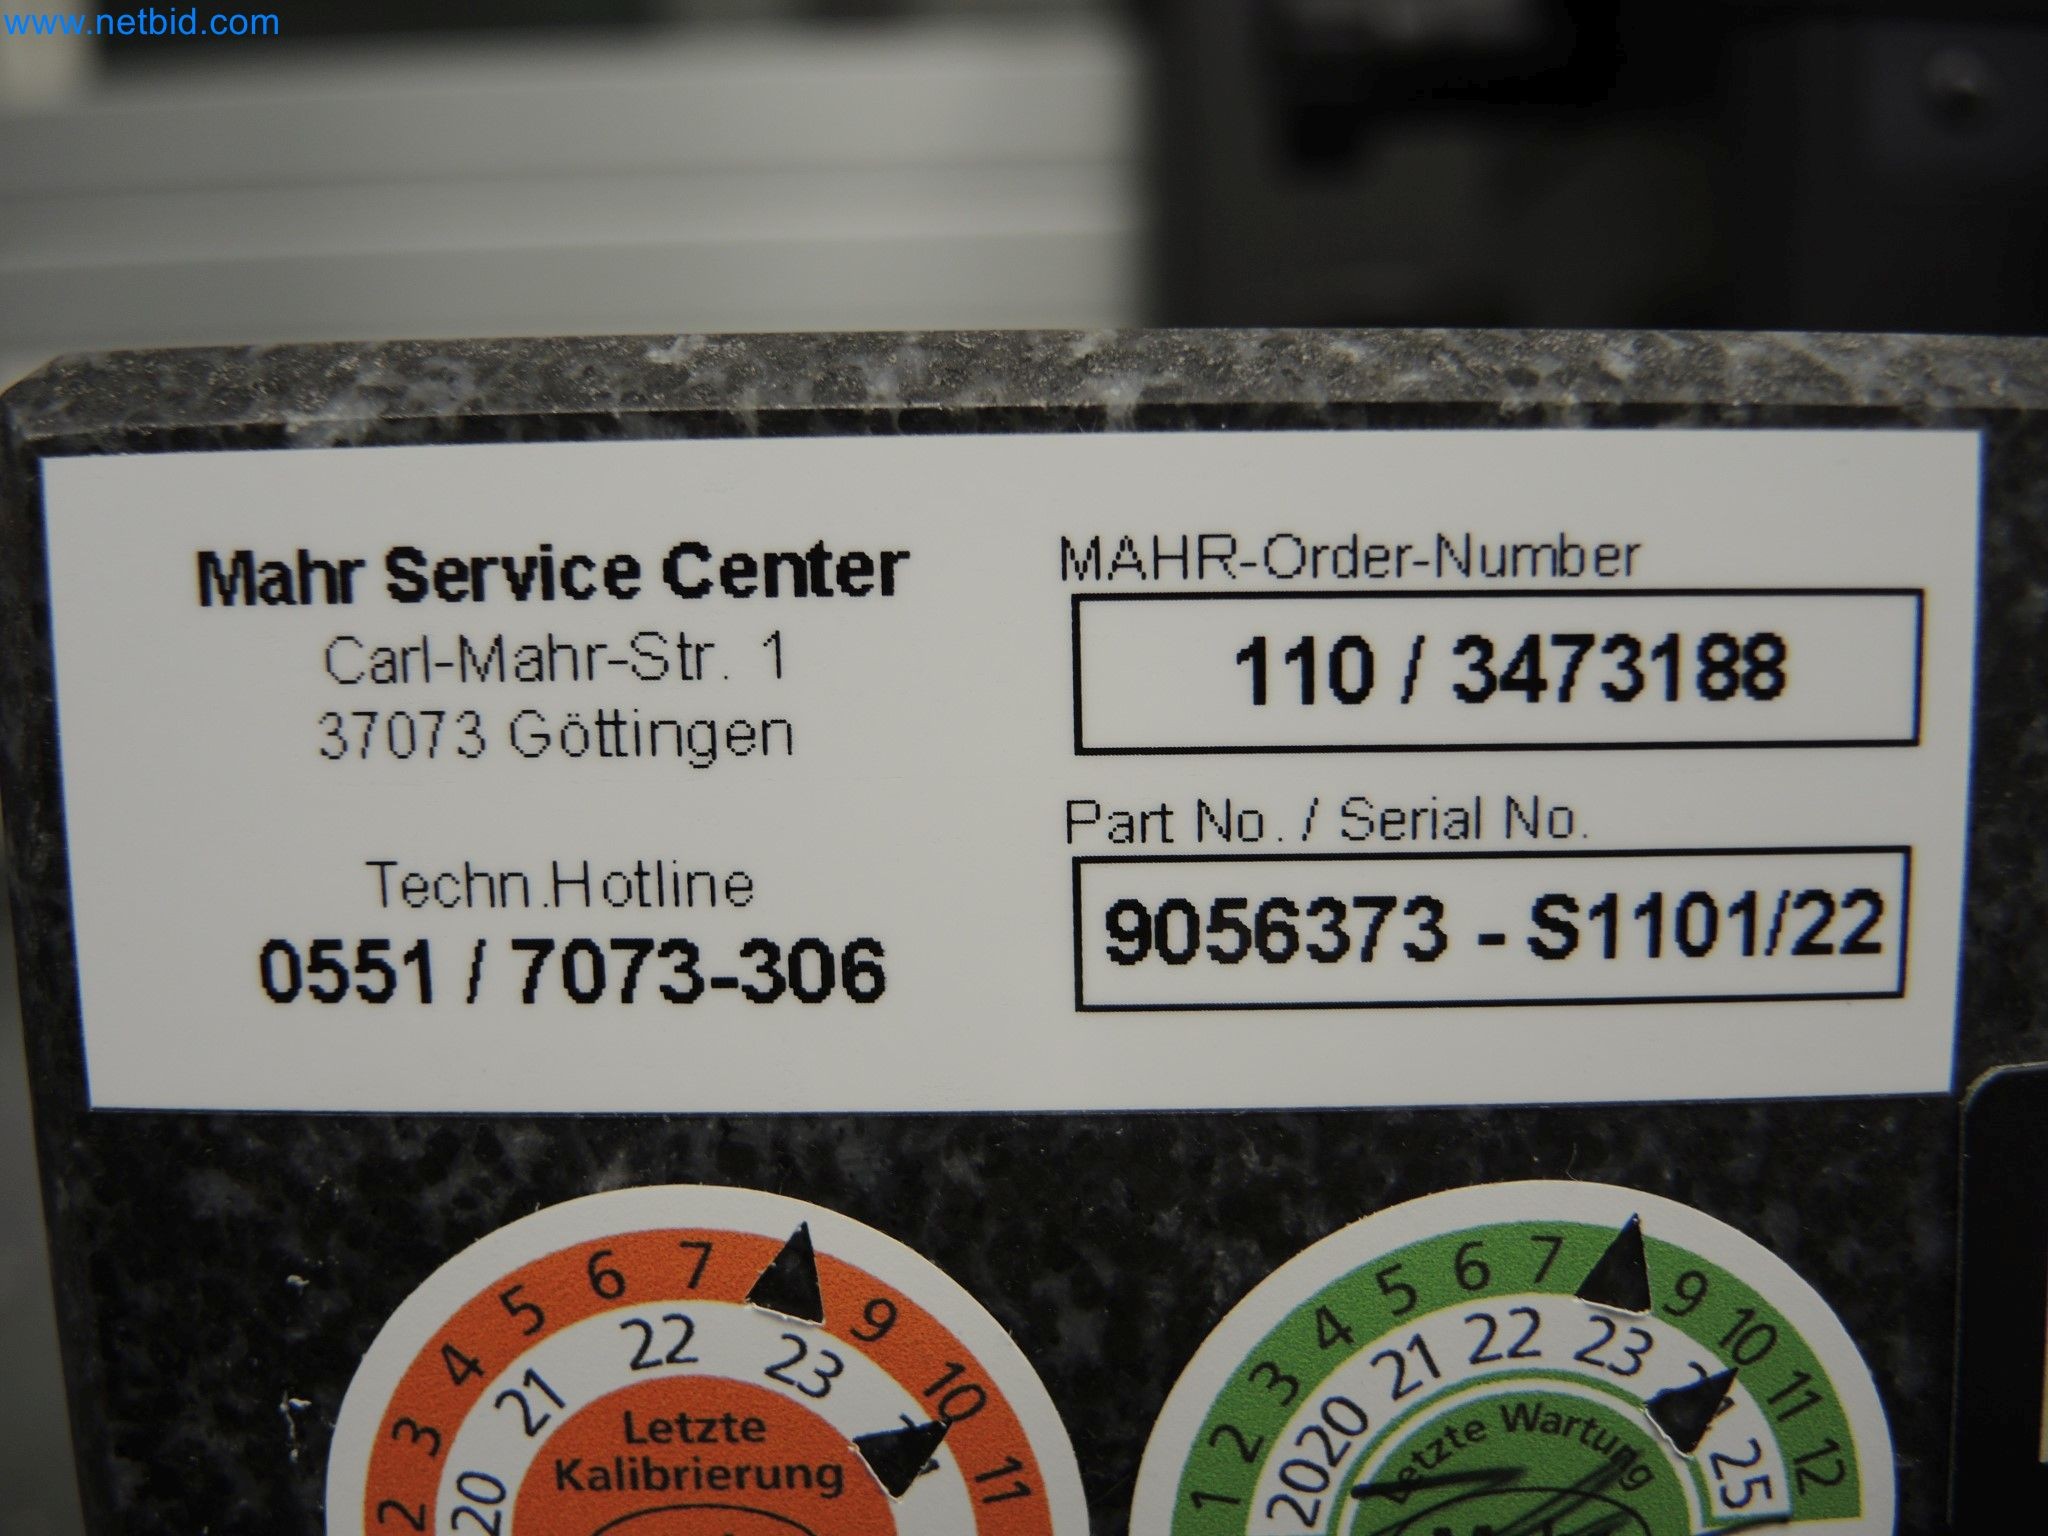 www.netbid.com
Mahr Service Center
Carl-Mahr-Str. 1
37073 Göttingen
Techn.Hotline
0551 / 7073-306
MAHR-Order-Number
110 / 3473188
Part No. / Serial No.
9056373 - S1101/22
2 3 4 5 6 7 9 10 11
20 21 22 23
Letzte
Kalibrierung
1 2 3 4 5 6 7 9 10 11 12
2020 21 22 23 25
Letzte Wartung